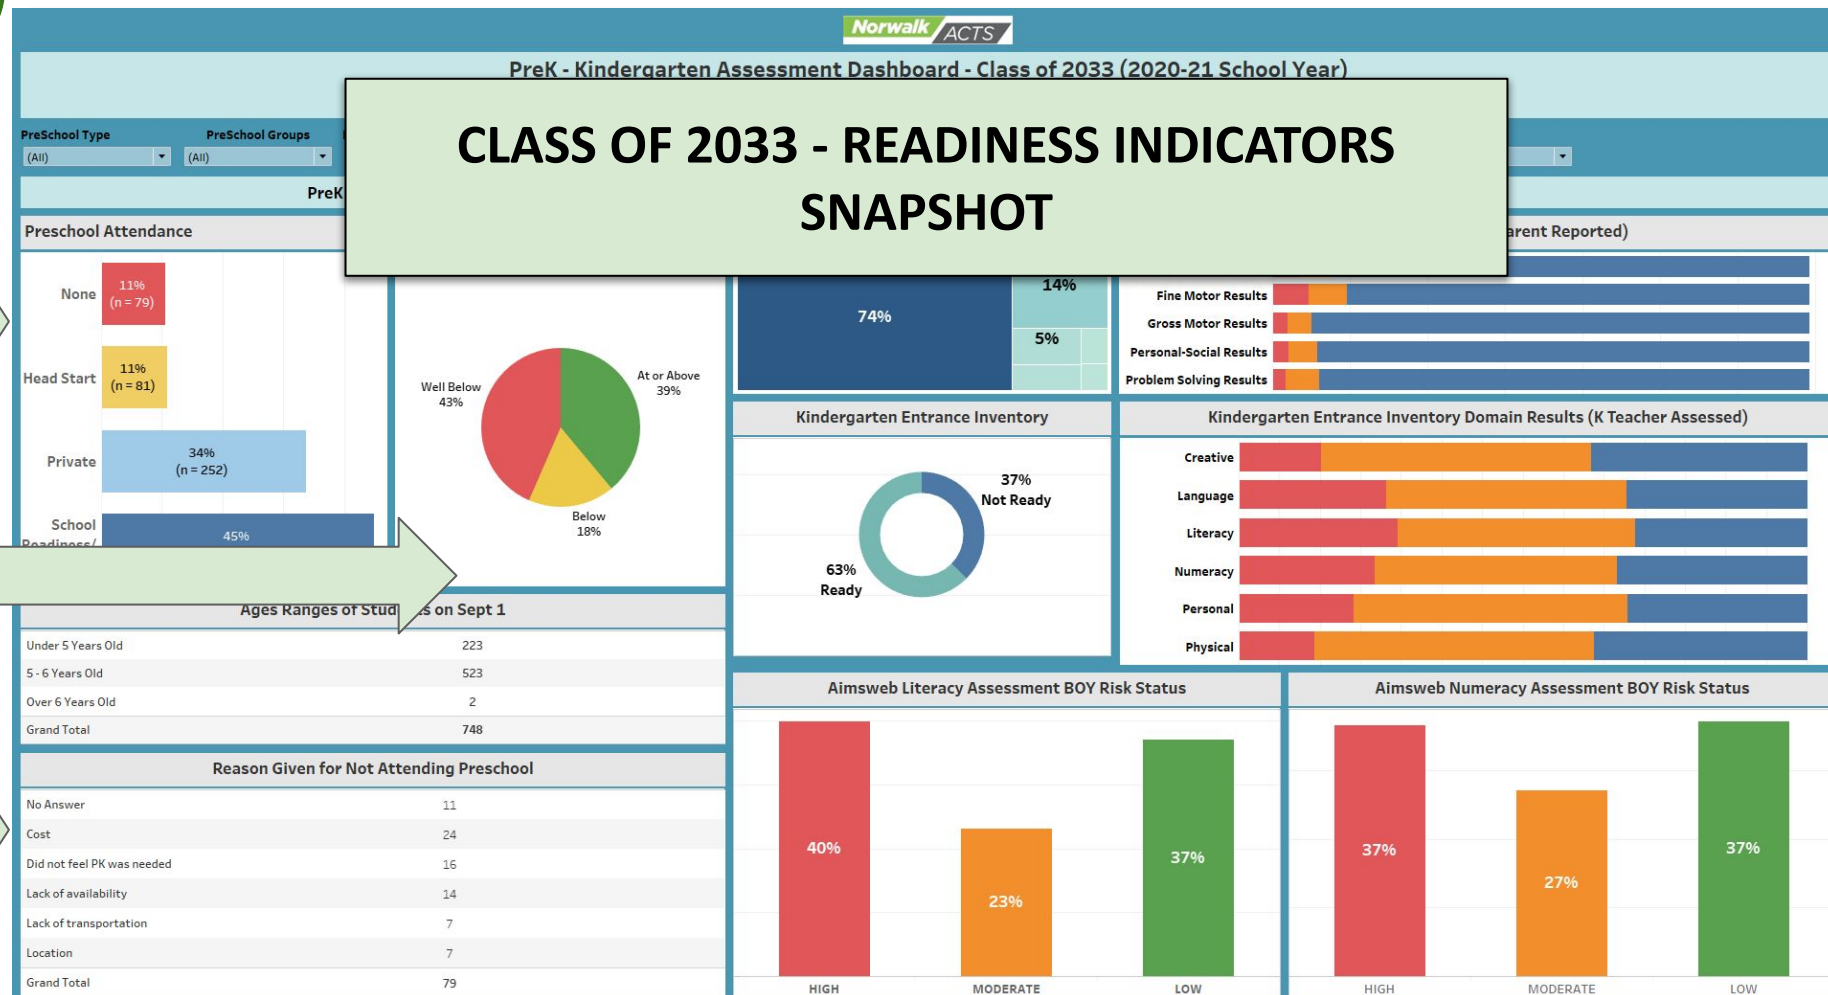 Norwalk ACTS
PreK - Kindergarten Assessment Dashboard - Class of 2033 (2020-21 School Year)
CLASS OF 2033 - READINESS INDICATORS
SNAPSHOT
PreSchool Type
PreSchool Groups
(All)
(All)
PreK
Preschool Attendance
None
11%
(n = 79)
Head Start
11%
(n = 81)
Private
34%
(n = 252)
School
Readiness/
45%
Well Below
43%
At or Above
39%
Below
18%
74%
14%
5%
Reported)
Fine Motor Results
Gross Motor Results
Personal-Social Results
Problem Solving Results
Kindergarten Entrance Inventory
37%
Not Ready
63%
Ready
Kindergarten Entrance Inventory Domain Results (K Teacher Assessed)
Creative
Language
Literacy
Numeracy
Personal
Physical
Ages Ranges of Stud s on Sept 1
Under 5 Years Old 223
5 - 6 Years Old 523
Over 6 Years Old 2
Grand Total 748
Reason Given for Not Attending Preschool
No Answer 11
Cost 24
Did not feel PK was needed 16
Lack of availability 14
Lack of transportation 7
Location 7
Grand Total 79
Aimsweb Literacy Assessment BOY Risk Status
40%
23%
37%
HIGH MODERATE LOW
Aimsweb Numeracy Assessment BOY Risk Status
37%
27%
37%
HIGH MODERATE LOW